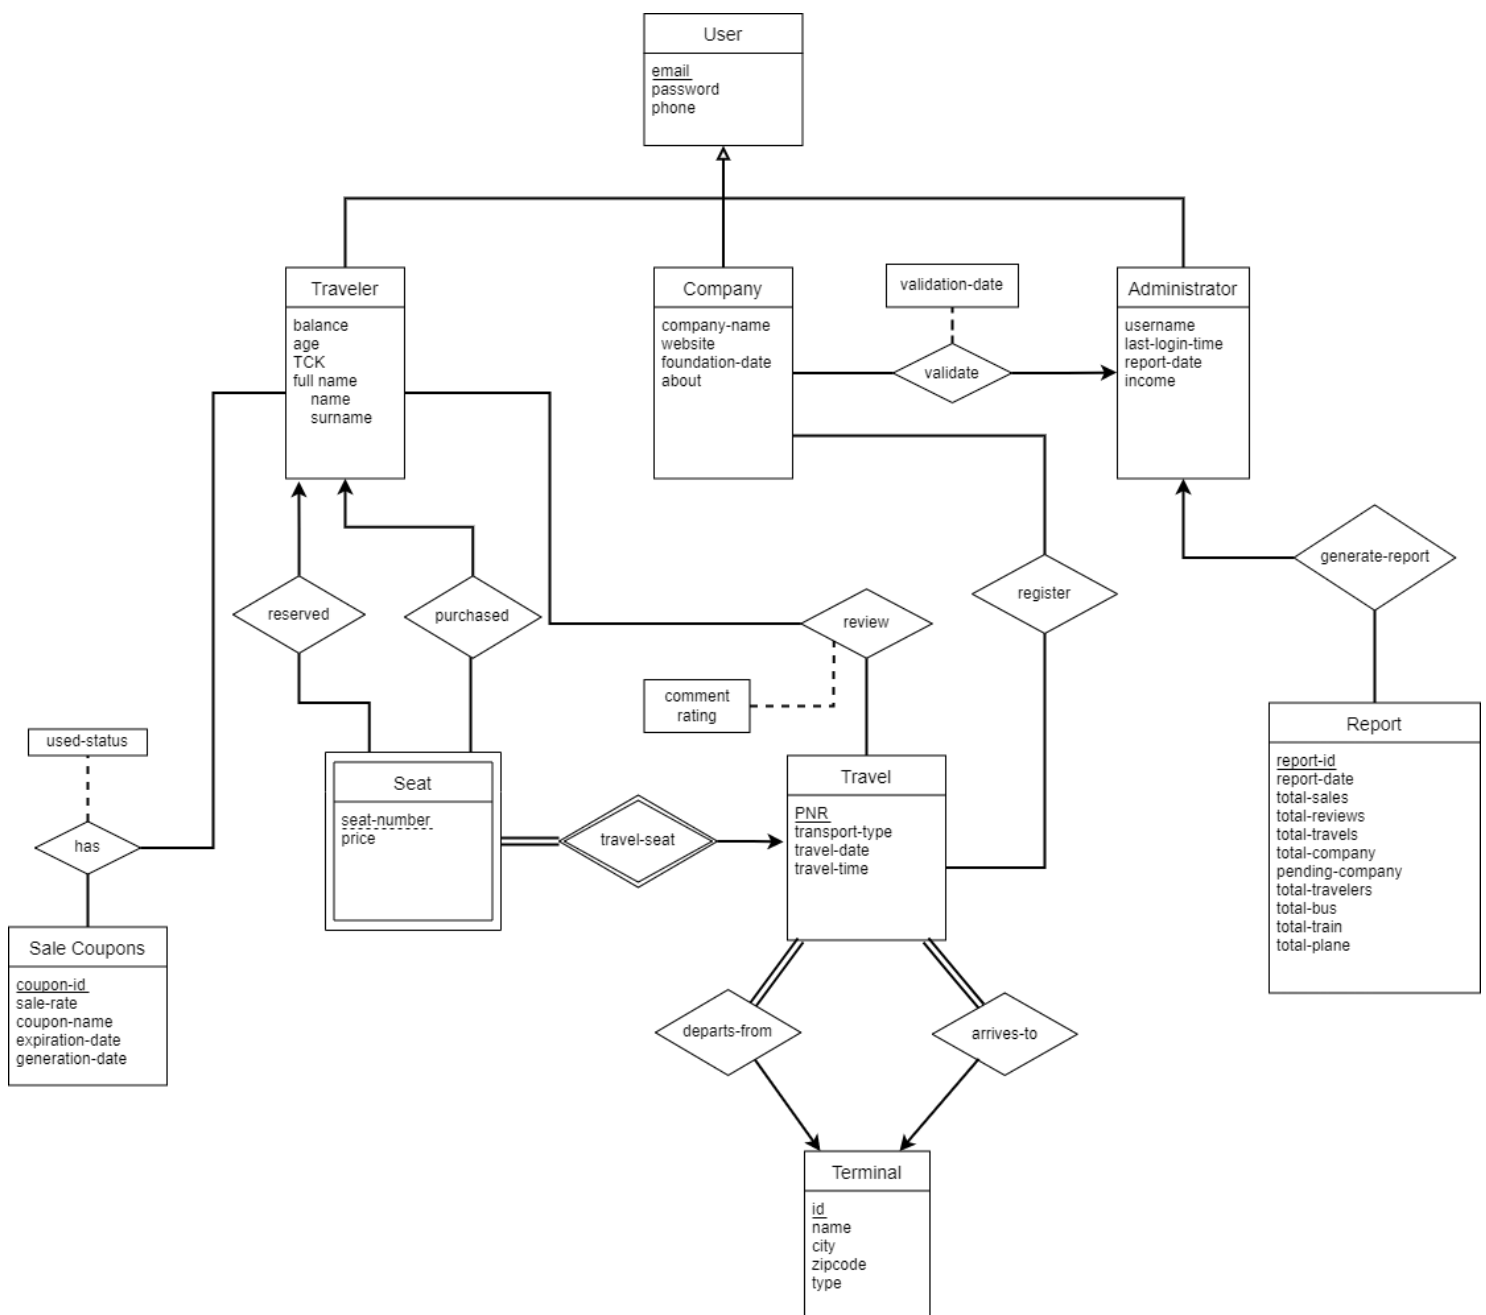 User
email
password
phone
Traveler
balance
age
TCK
full name
name
surname
Company
company-name
website
foundation-date
about
validation-date
validate
Administrator
username
last-login-time
report-date
income
reserved
purchased
review
register
generate-report
comment
rating
used-status
has
Seat
seat-number
price
travel-seat
Travel
PNR
transport-type
travel-date
travel-time
Report
report-id
report-date
total-sales
total-reviews
total-travels
total-company
pending-company
total-travelers
total-bus
total-train
total-plane
Sale Coupons
coupon-id
sale-rate
coupon-name
expiration-date
generation-date
departs-from
arrives-to
Terminal
id
name
city
zipcode
type